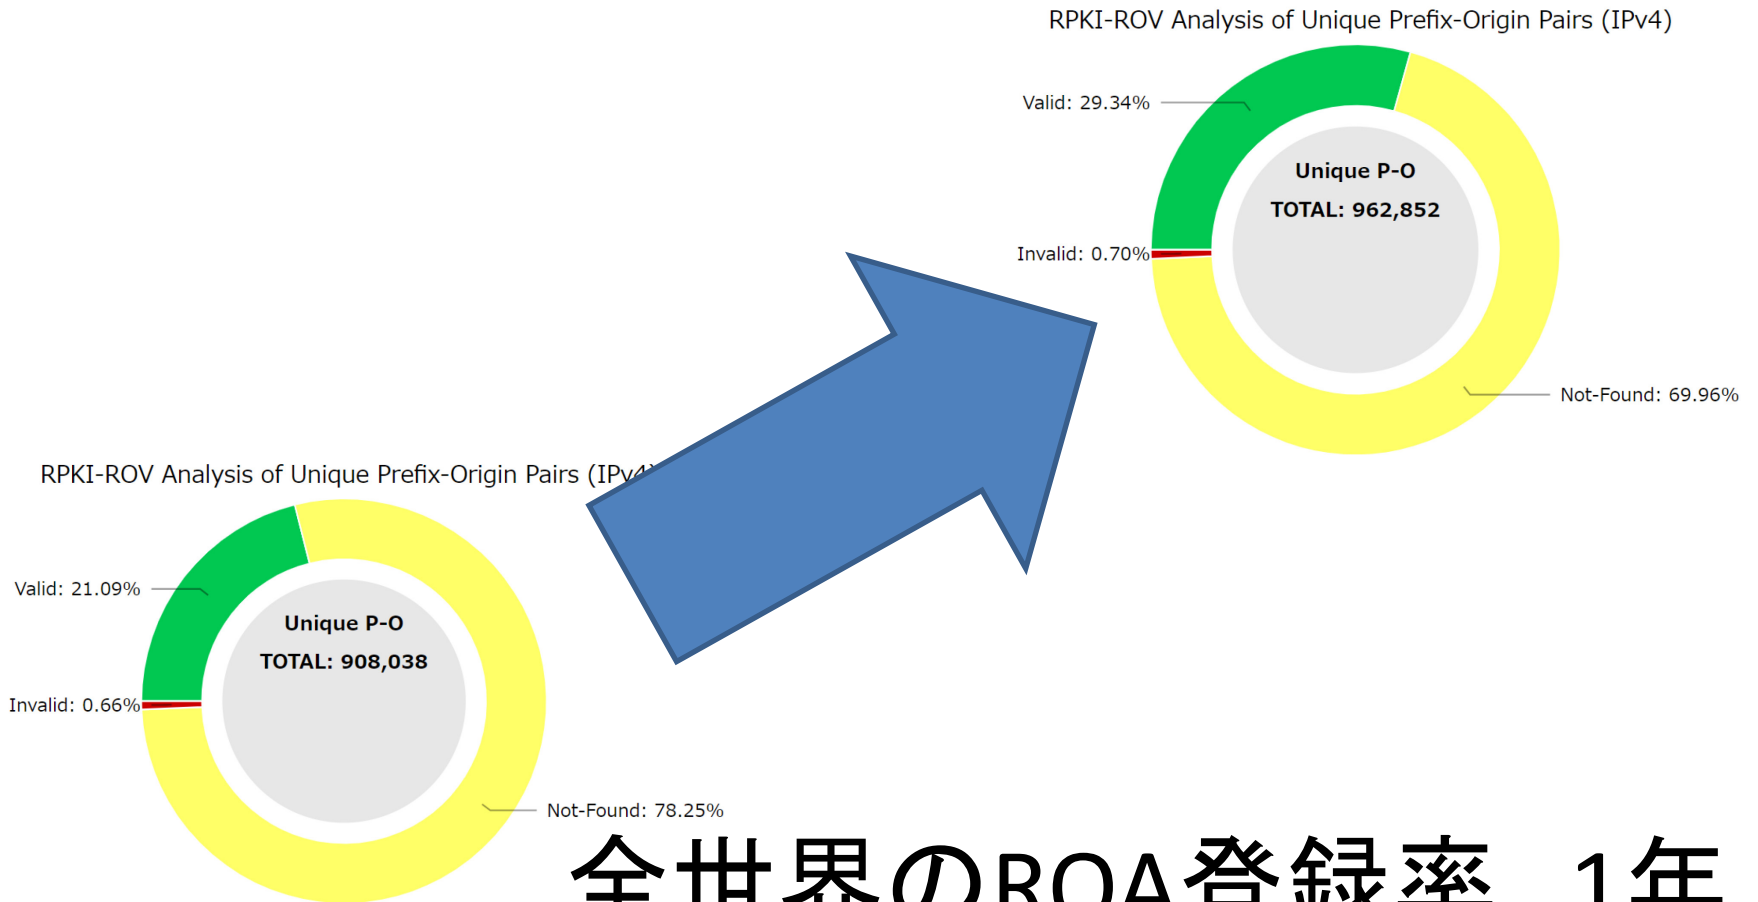 RPKI-ROV Analysis of Unique Prefix-Origin Pairs (IPv4)
Valid: 29.34%
Unique P-O
TOTAL: 962,852
Invalid: 0.70%
Not-Found: 69.96%
RPKI-ROV Analysis of Unique Prefix-Origin Pairs (IPv4)
Valid: 21.09%
Unique P-O
TOTAL: 908,038
Invalid: 0.66%
Not-Found: 78.25%
全世界のROA登録率 1年